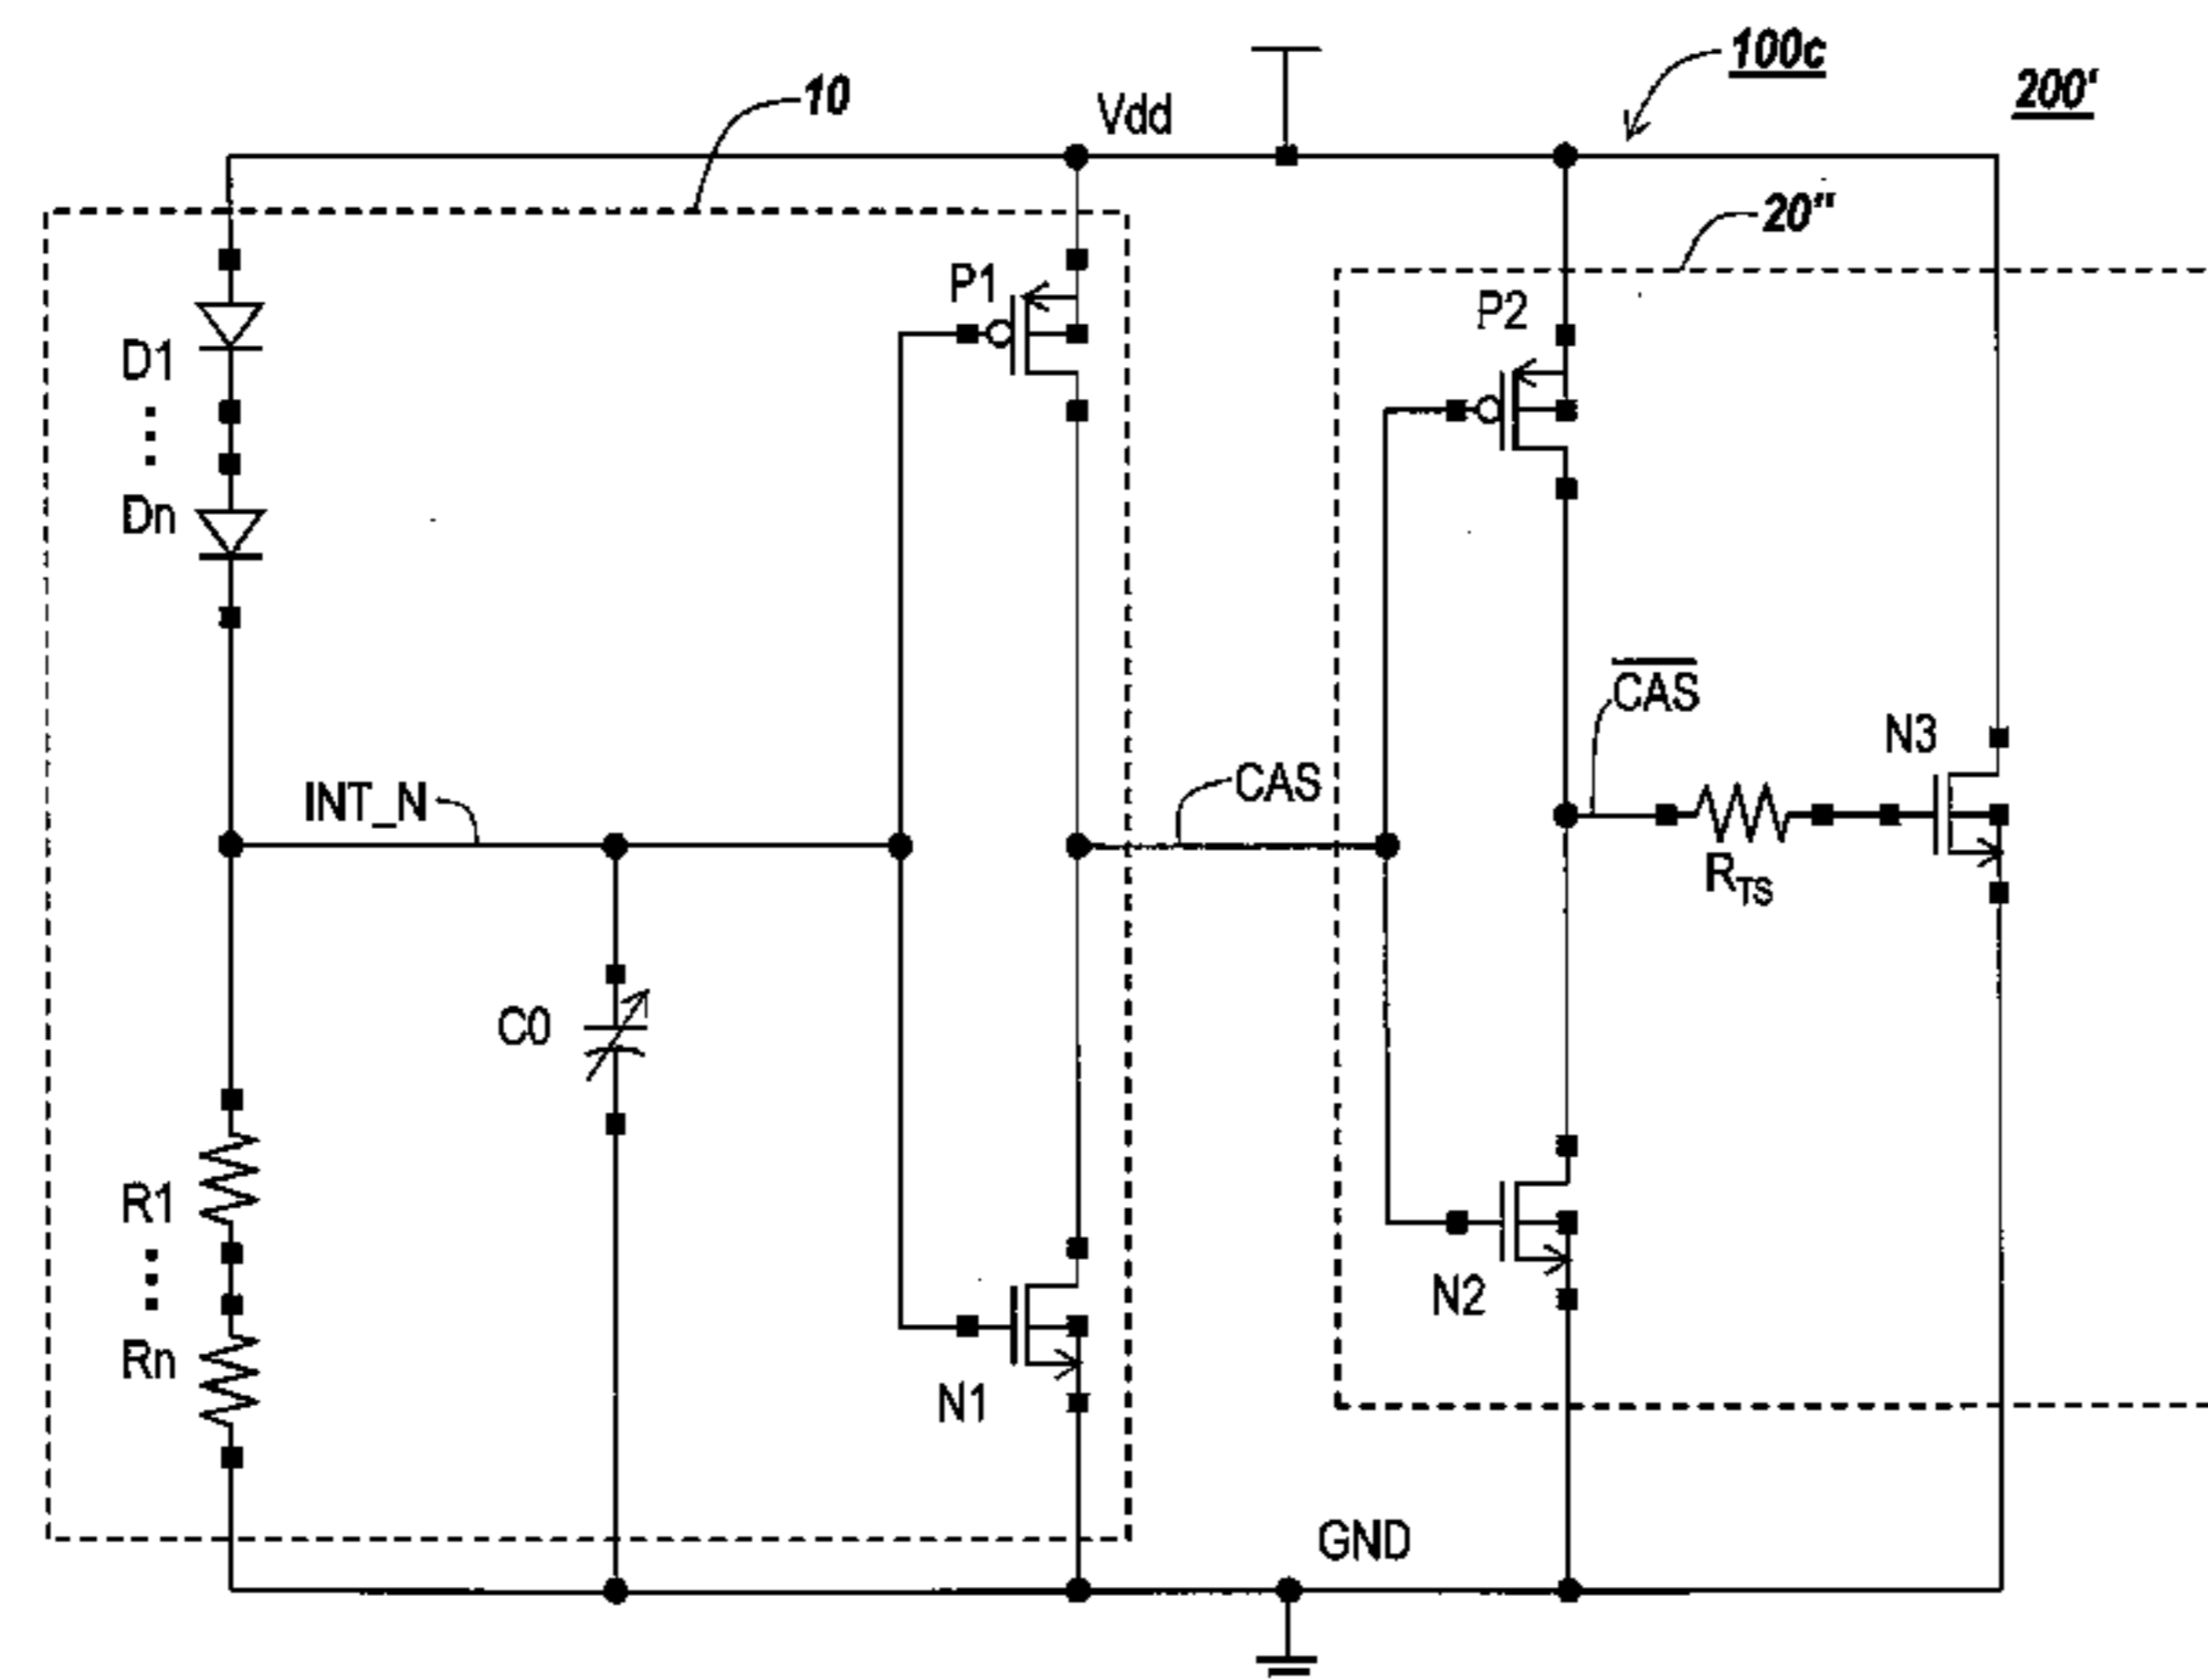 100c
200'
10
Vdd
20"
P1
P2
D1
Dn
CAS
N3
INT_N
CAS
RTS
C0
R1
Rn
N2
N1
GND